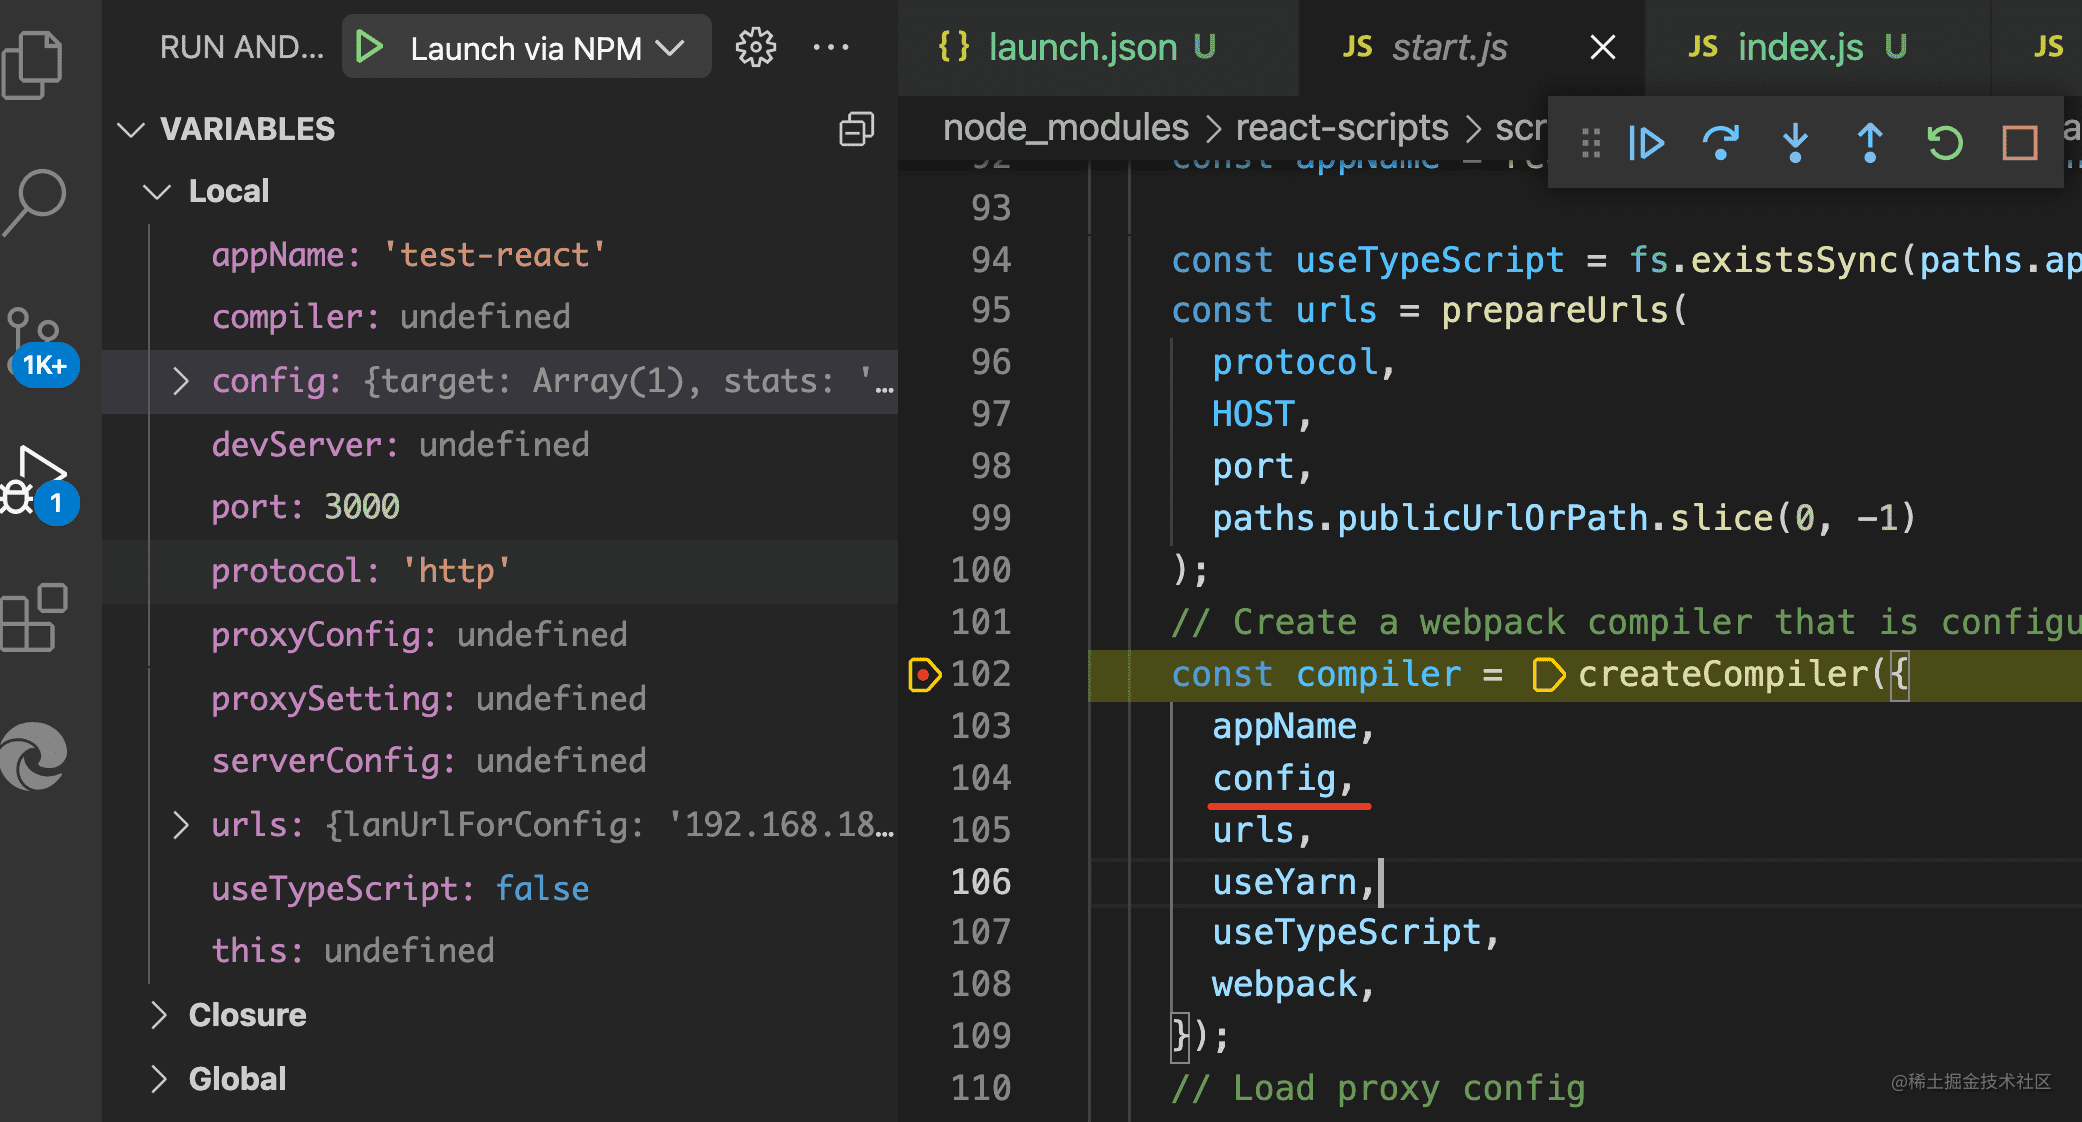 RUN AND...
Launch via NPM
VARIABLES
Local
appName: 'test-react'
compiler: undefined
config: {target: Array(1), stats: '…
devServer: undefined
port: 3000
protocol: 'http'
proxyConfig: undefined
proxySetting: undefined
serverConfig: undefined
urls: {lanUrlForConfig: '192.168.18…
useTypeScript: false
this: undefined
Closure
Global
1K+
1
{} launch.json U
JS start.js
JS index.js U
JS
node_modules > react-scripts > scr
92 const appName = re
93
94 const useTypeScript = fs.existsSync(paths.ap
95 const urls = prepareUrls(
96 protocol,
97 HOST,
98 port,
99 paths.publicUrlOrPath.slice(0, -1)
100 );
101 // Create a webpack compiler that is configu
102 const compiler = createCompiler({
103 appName,
104 config,
105 urls,
106 useYarn,
107 useTypeScript,
108 webpack,
109 });
110 // Load proxy config
@稀土掘金技术社区